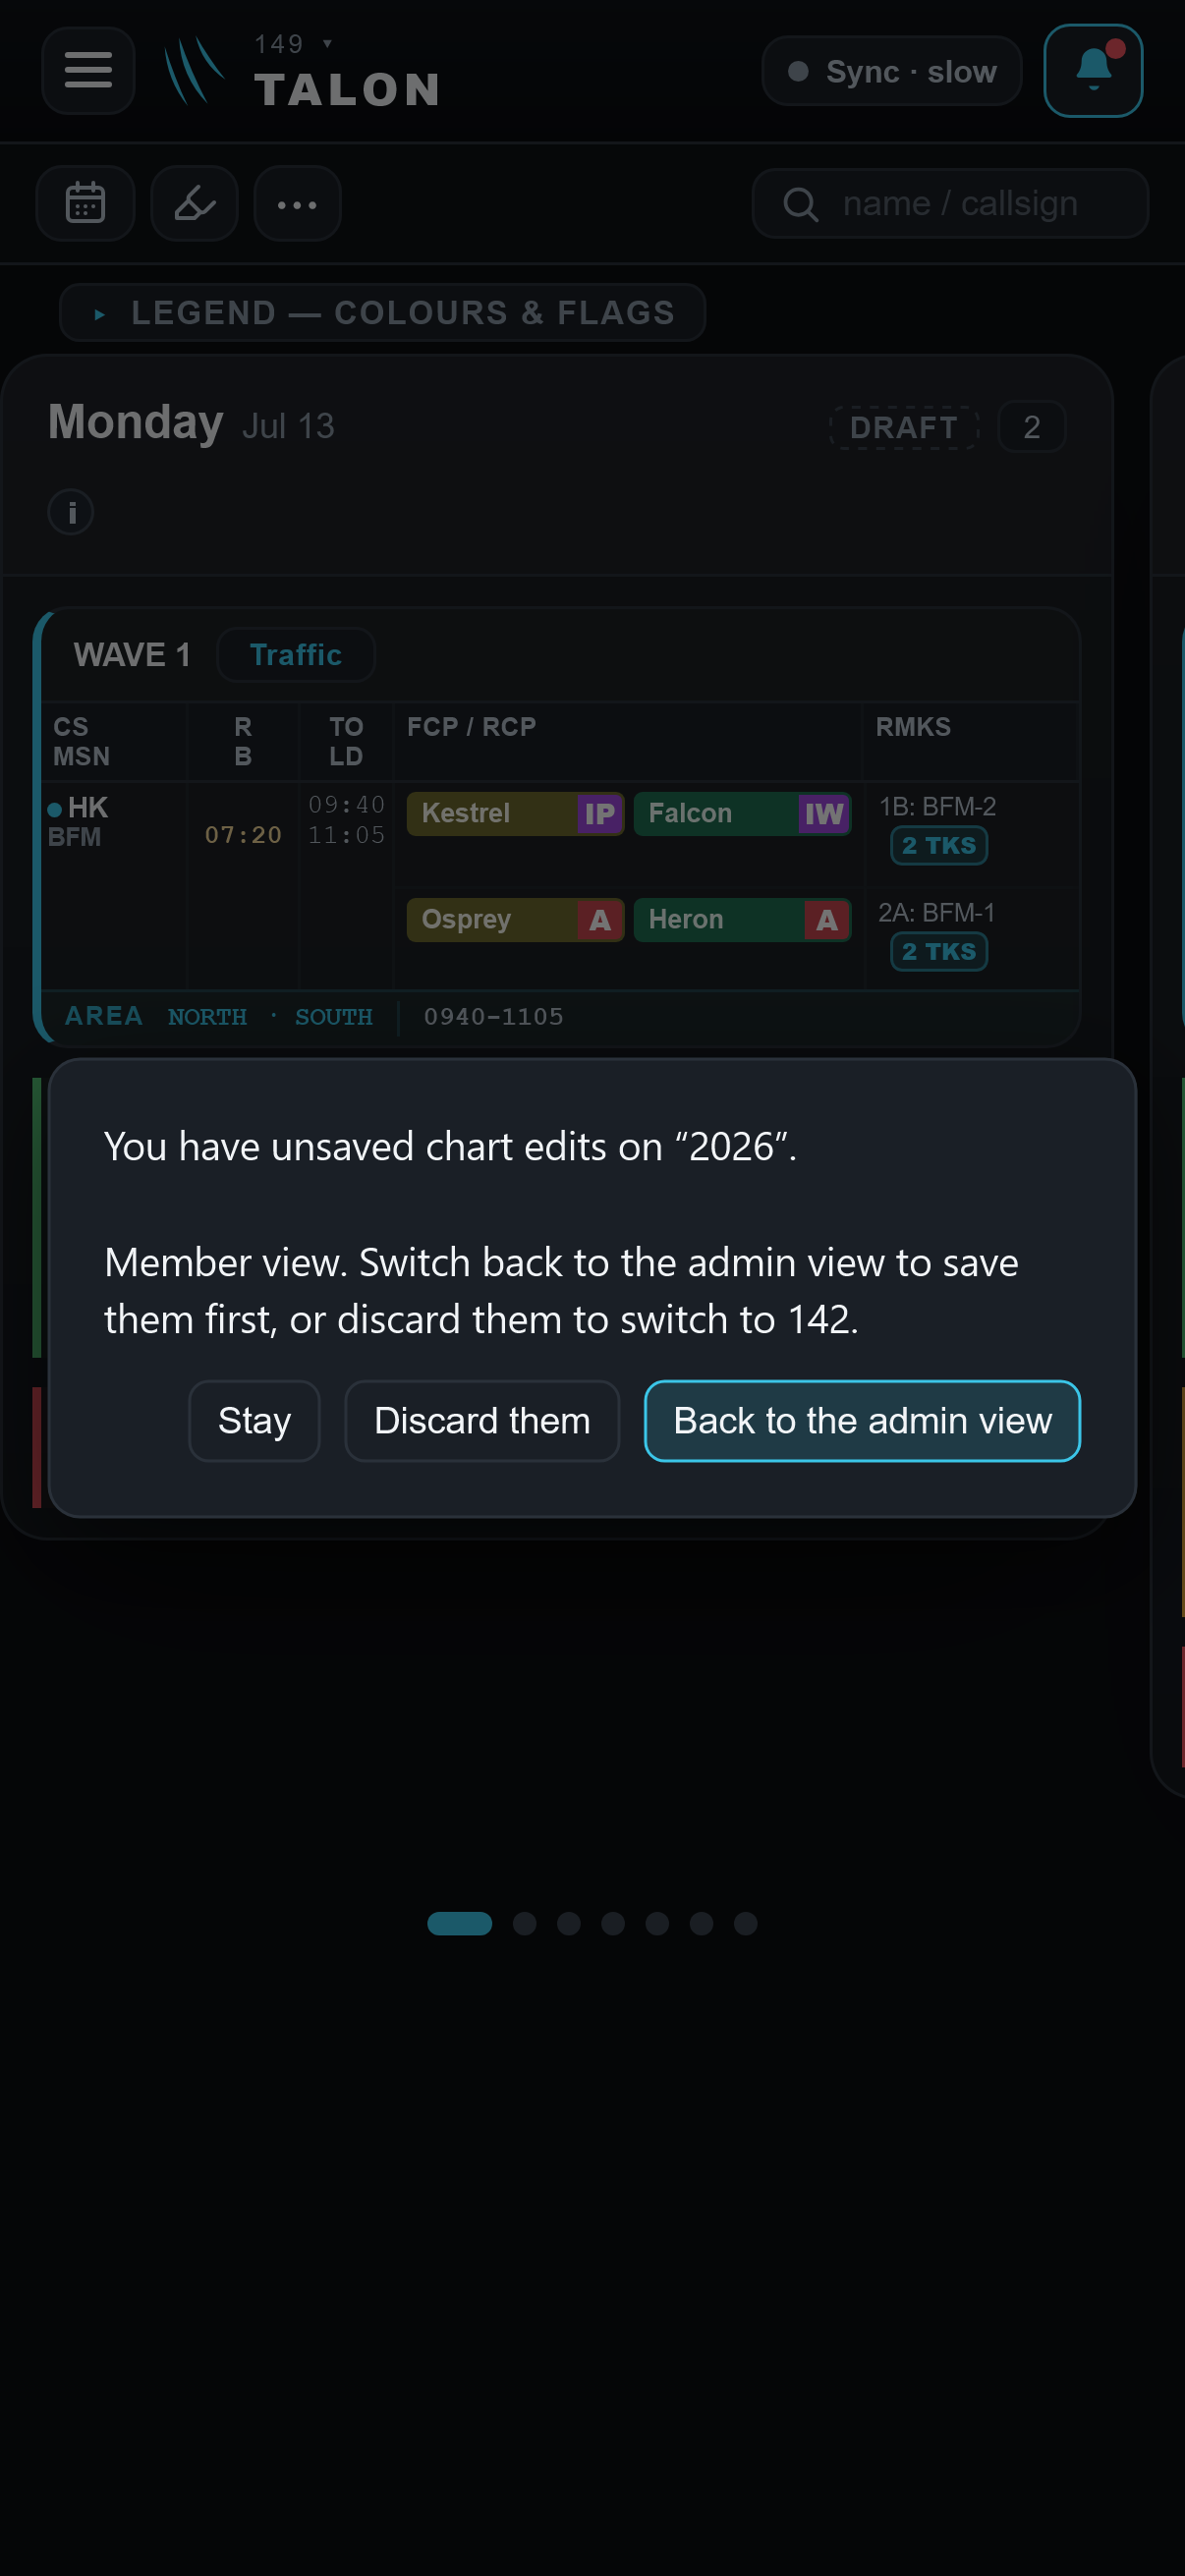 149 ▾
TALON
Sync · slow
··· name / callsign
▸ LEGEND — COLOURS & FLAGS
Monday Jul 13 DRAFT 2
i
WAVE 1 Traffic
CS R TO FCP / RCP RMKS
MSN B LD
HK 09:40 Kestrel IP Falcon IW 1B: BFM-2
BFM 07:20 11:05 2 TKS
Osprey A Heron A 2A: BFM-1
2 TKS
AREA NORTH · SOUTH 0940–1105
You have unsaved chart edits on “2026”.
Member view. Switch back to the admin view to save
them first, or discard them to switch to 142.
Stay Discard them Back to the admin view